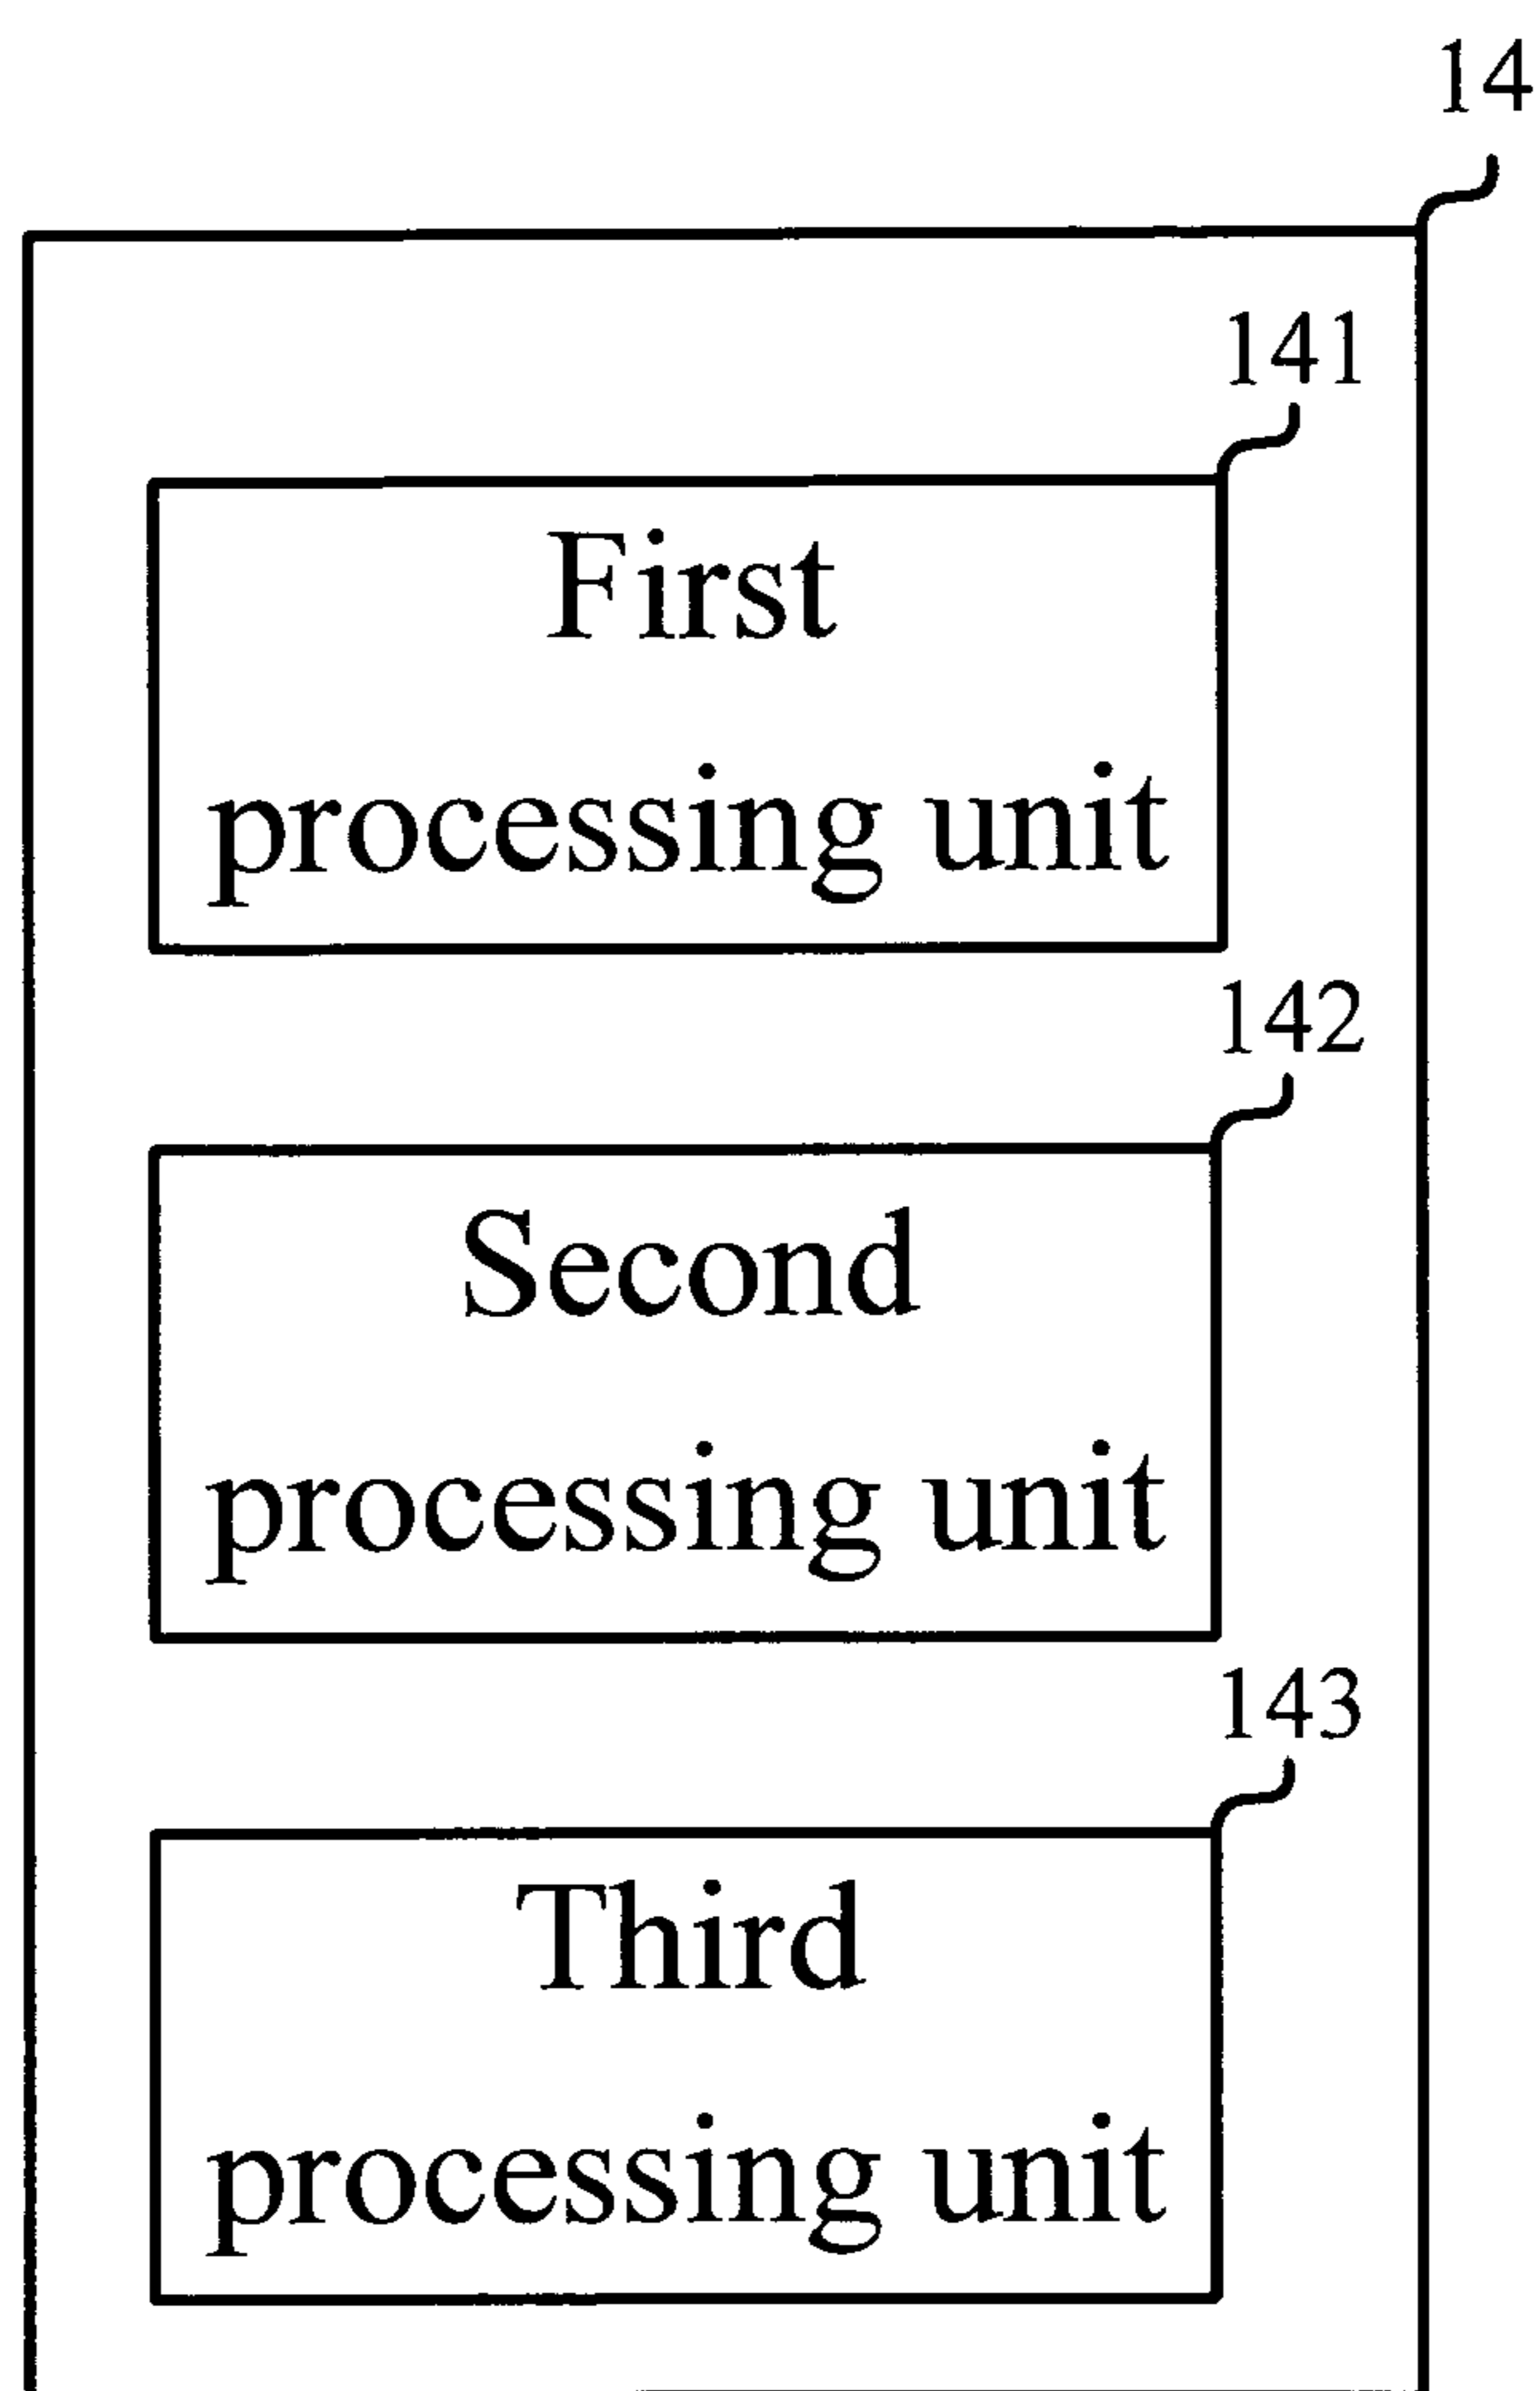 14
141
First
processing unit
142
Second
processing unit
143
Third
processing unit